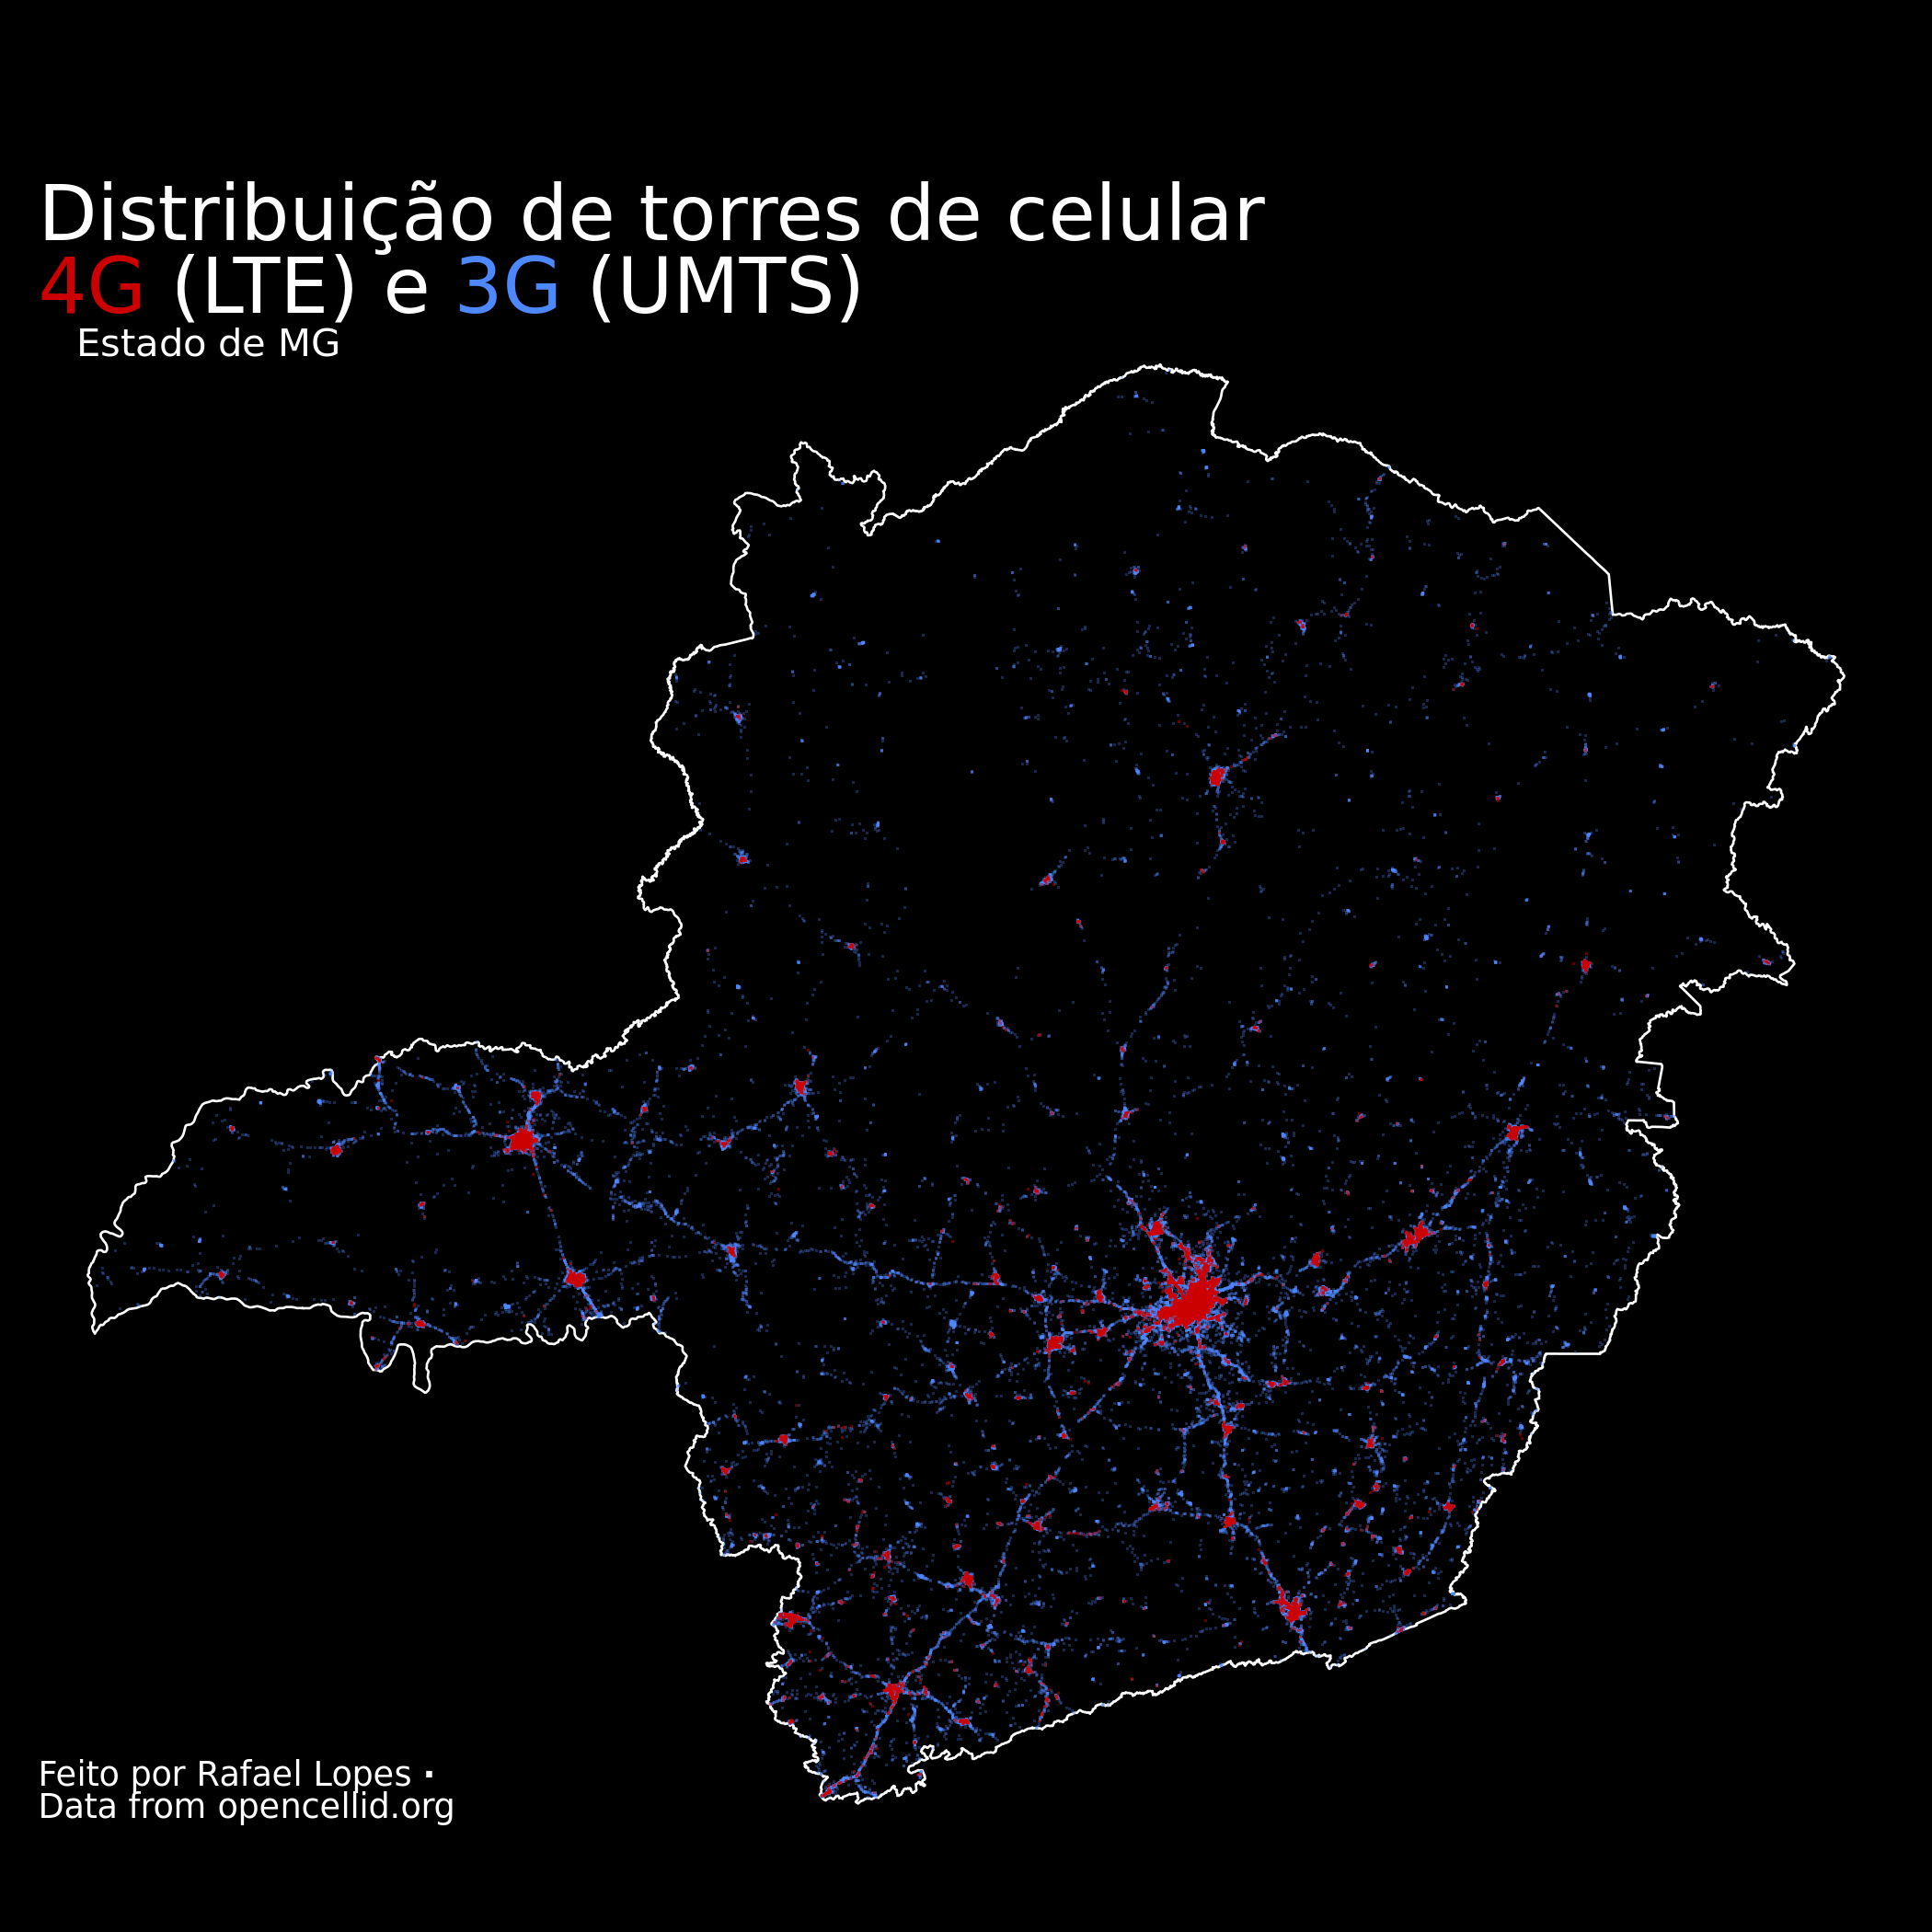 Distribuição de torres de celular
4G (LTE) e 3G (UMTS)
Estado de MG
Feito por Rafael Lopes ·
Data from opencellid.org